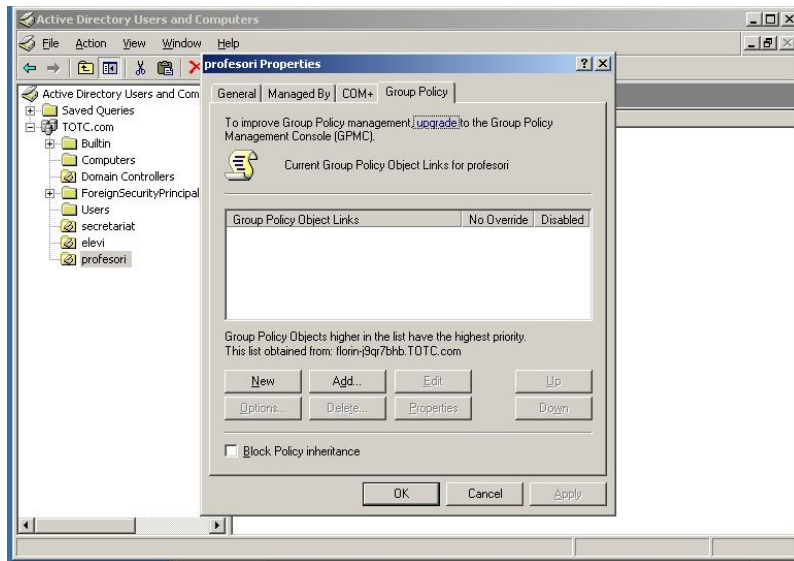 Active Directory Users and Computers
File Action View Window Help
profesori Properties
Active Directory Users and Com
Saved Queries
TOTC.com
Builtin
Computers
Domain Controllers
ForeignSecurityPrincipal
Users
secretariat
elevi
profesori
General Managed By COM+ Group Policy
To improve Group Policy management, upgrade to the Group Policy
Management Console (GPMC).
Current Group Policy Object Links for profesori
Group Policy Object Links No Override Disabled
Group Policy Objects higher in the list have the highest priority.
This list obtained from: florin-j9qr7bhb.TOTC.com
New Add... Edit Up
Options... Delete... Properties Down
Block Policy inheritance
OK Cancel Apply